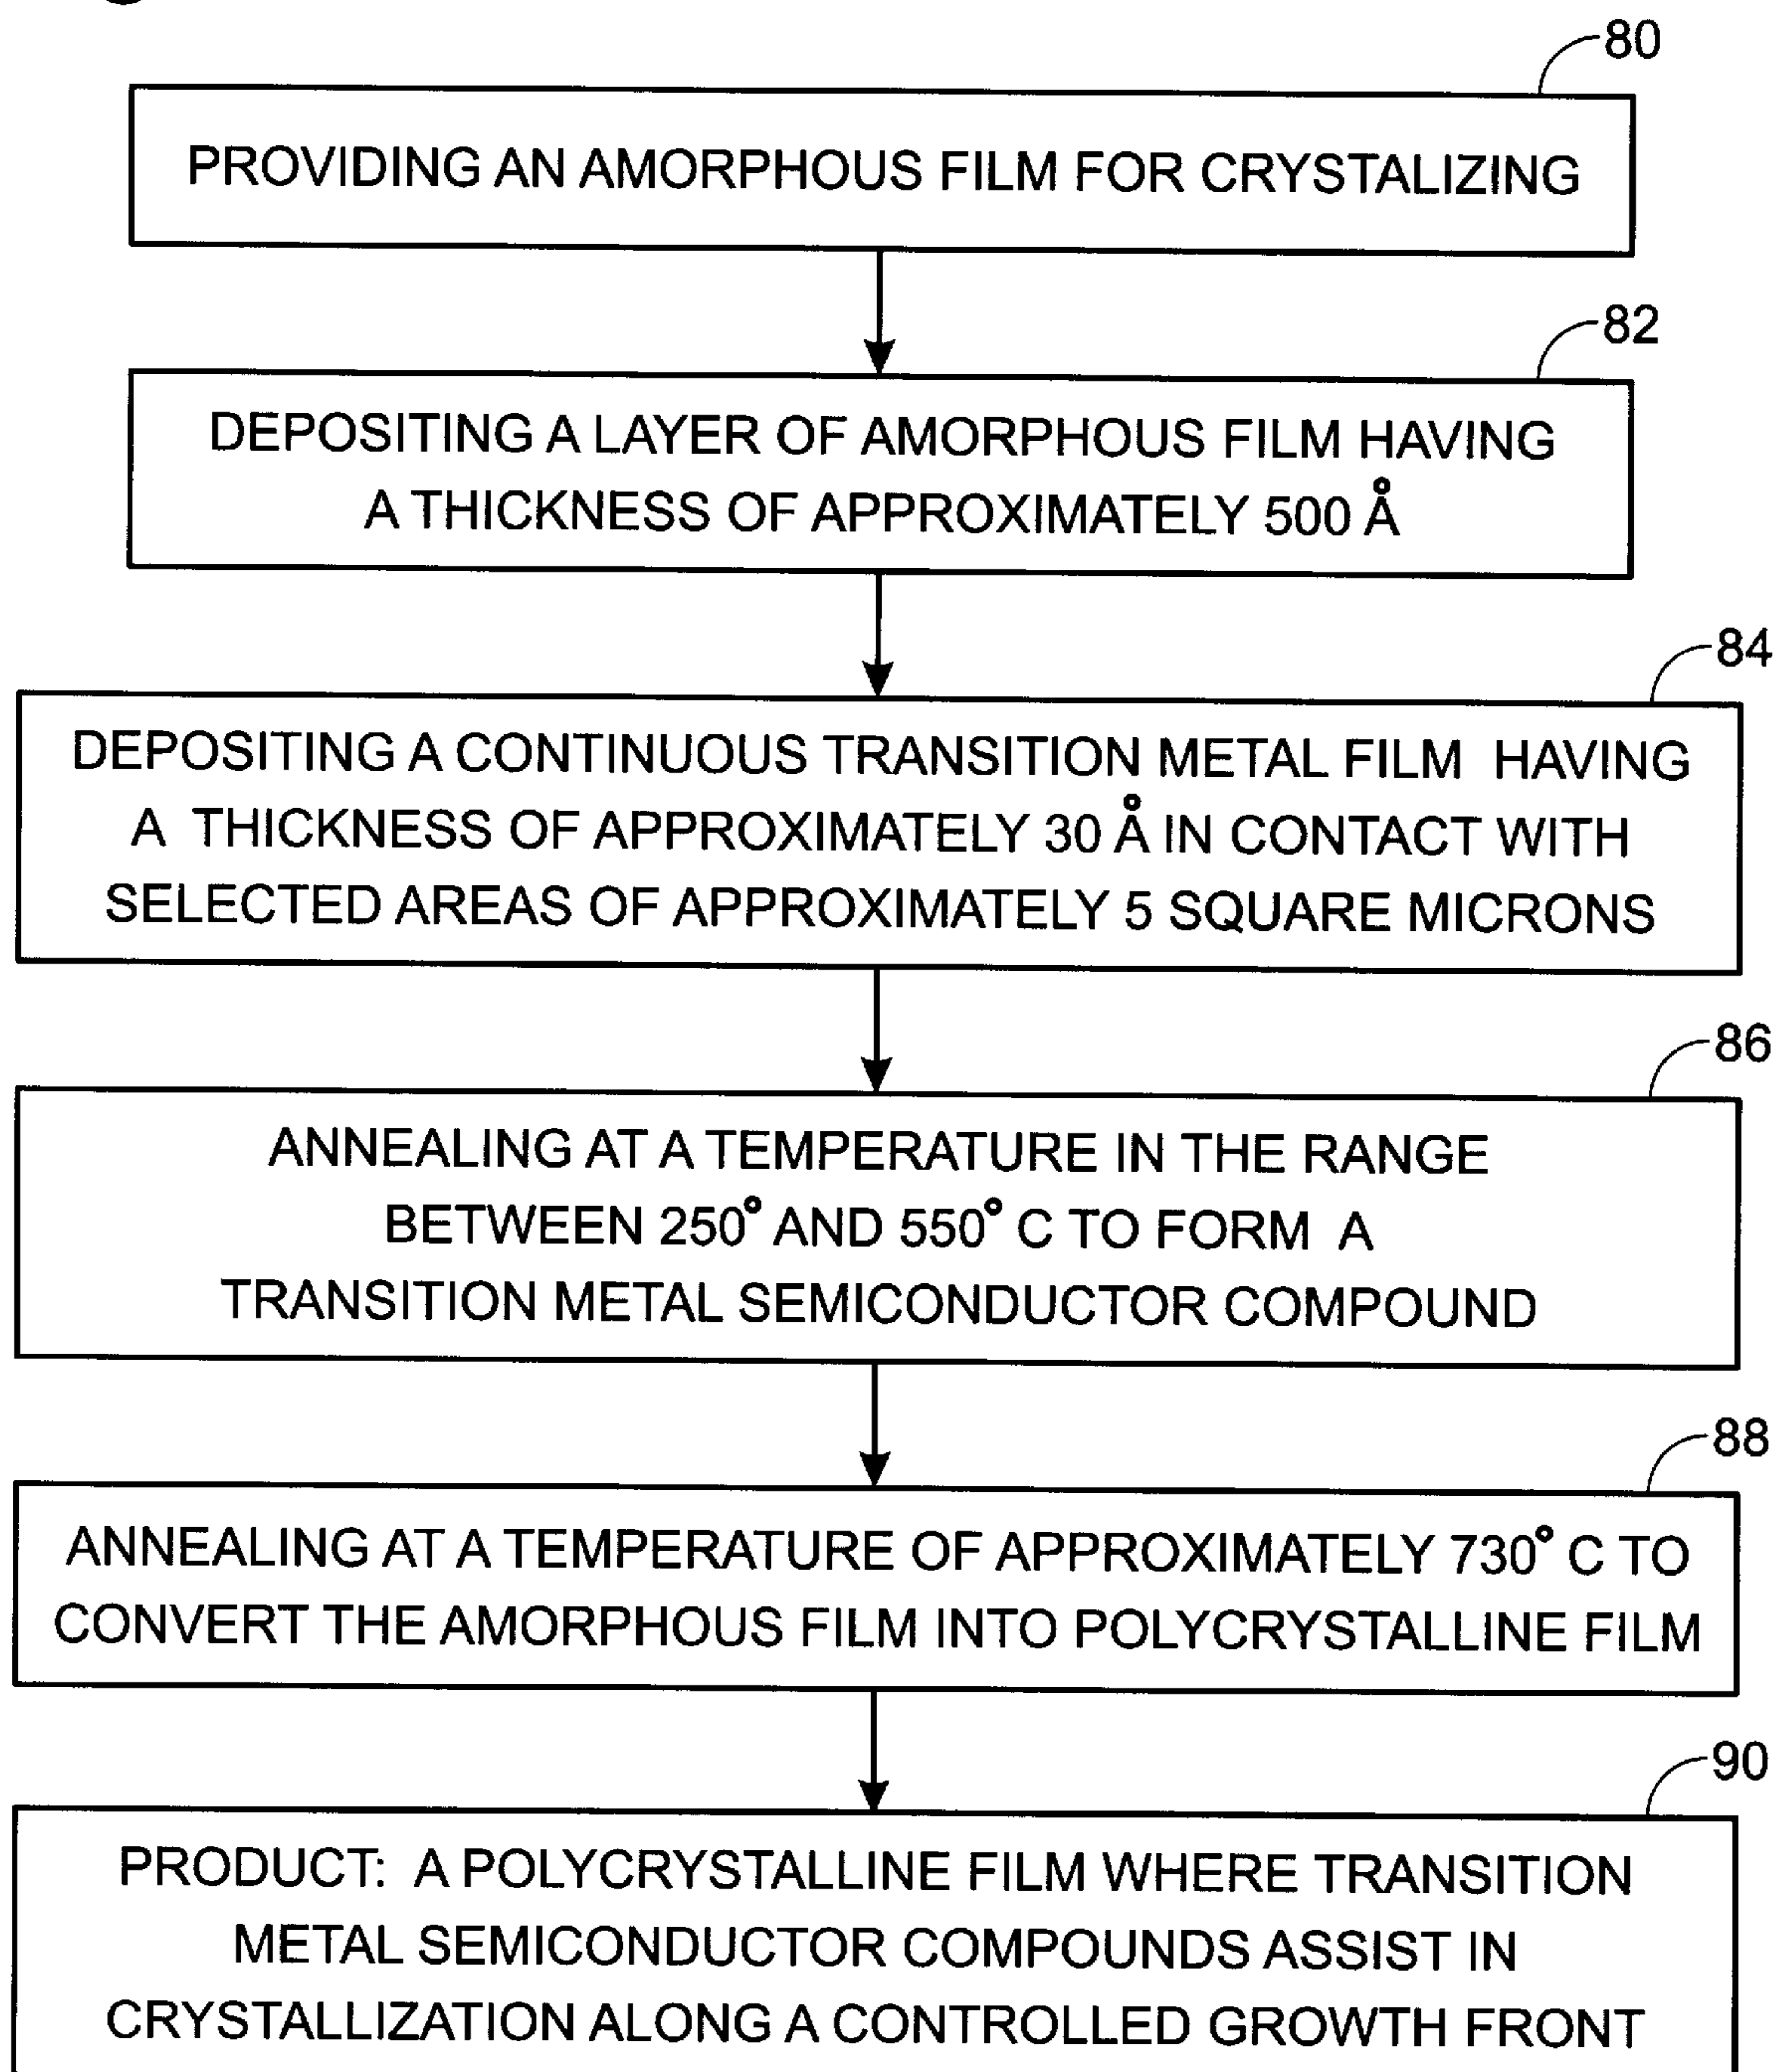 80
PROVIDING AN AMORPHOUS FILM FOR CRYSTALIZING
82
DEPOSITING A LAYER OF AMORPHOUS FILM HAVING
A THICKNESS OF APPROXIMATELY 500 Å
84
DEPOSITING A CONTINUOUS TRANSITION METAL FILM HAVING
A THICKNESS OF APPROXIMATELY 30 Å IN CONTACT WITH
SELECTED AREAS OF APPROXIMATELY 5 SQUARE MICRONS
86
ANNEALING AT A TEMPERATURE IN THE RANGE
BETWEEN 250° AND 550° C TO FORM A
TRANSITION METAL SEMICONDUCTOR COMPOUND
88
ANNEALING AT A TEMPERATURE OF APPROXIMATELY 730° C TO
CONVERT THE AMORPHOUS FILM INTO POLYCRYSTALLINE FILM
90
PRODUCT: A POLYCRYSTALLINE FILM WHERE TRANSITION
METAL SEMICONDUCTOR COMPOUNDS ASSIST IN
CRYSTALLIZATION ALONG A CONTROLLED GROWTH FRONT